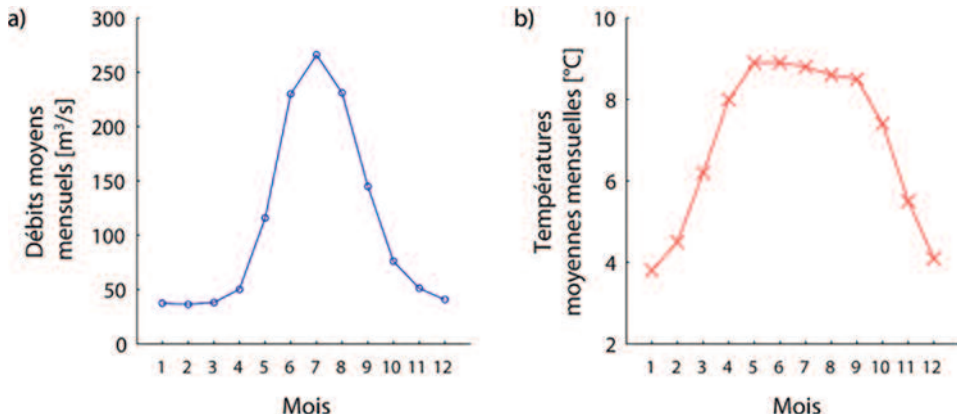 a)
Débits moyens
mensuels [m³/s]
300
250
200
150
100
50
0
1 2 3 4 5 6 7 8 9 10 11 12
Mois
b)
Températures
moyennes mensuelles [°C]
10
8
6
4
2
1 2 3 4 5 6 7 8 9 10 11 12
Mois